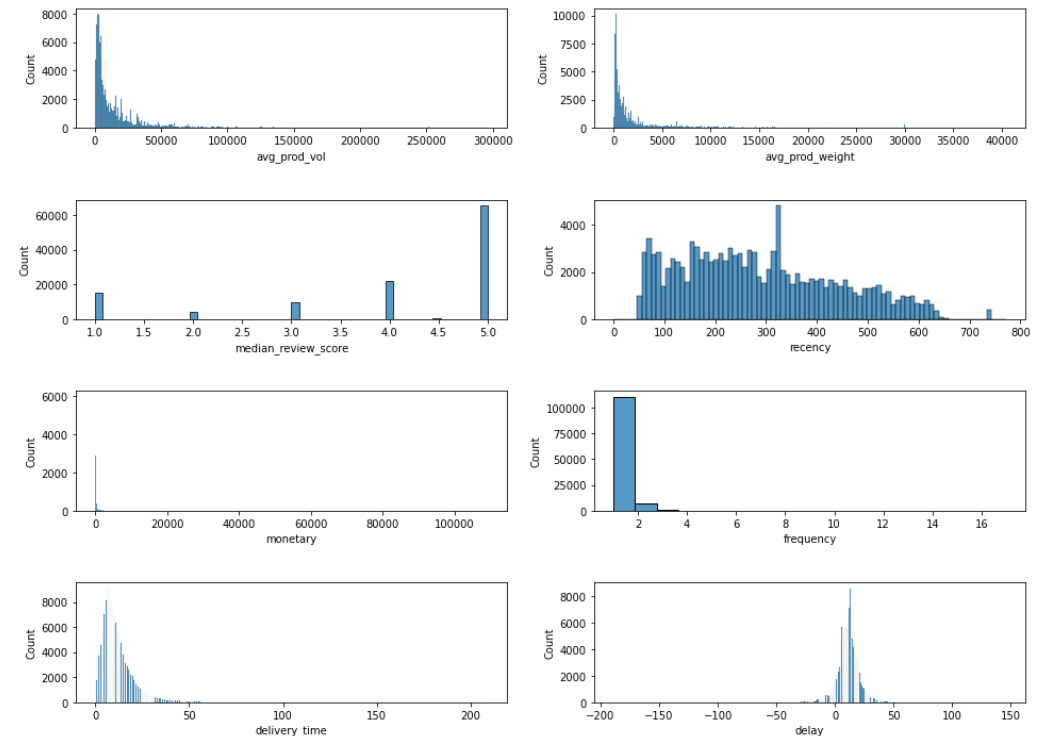 8000
6000
4000
2000
0
Count
0 50000 100000 150000 200000 250000 300000
avg_prod_vol
10000
7500
5000
2500
0
Count
0 5000 10000 15000 20000 25000 30000 35000 40000
avg_prod_weight
60000
40000
20000
0
Count
1.0 1.5 2.0 2.5 3.0 3.5 4.0 4.5 5.0
median_review_score
4000
2000
0
Count
0 100 200 300 400 500 600 700 800
recency
6000
4000
2000
0
Count
0 20000 40000 60000 80000 100000
monetary
100000
75000
50000
25000
0
Count
2 4 6 8 10 12 14 16
frequency
8000
6000
4000
2000
0
Count
0 50 100 150 200
delivery_time
8000
6000
4000
2000
0
Count
−200 −150 −100 −50 0 50 100 150
delay